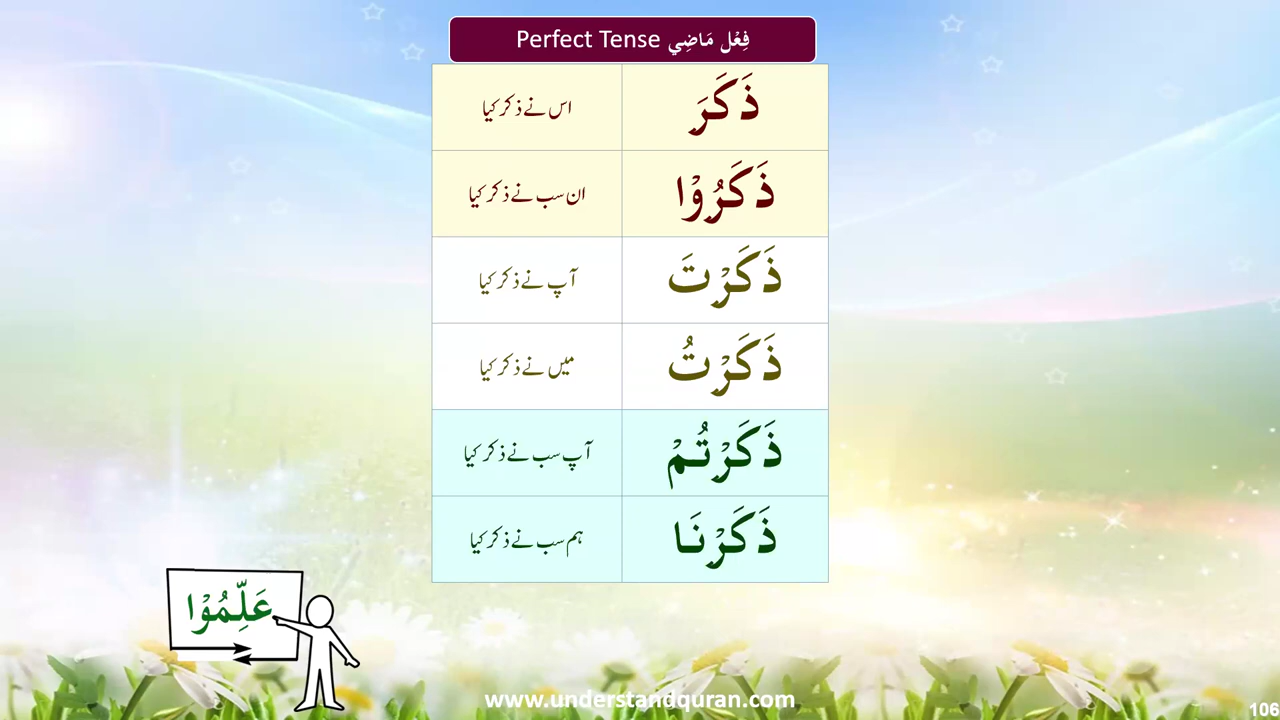 فِعْل مَاضِي Perfect Tense
ذَكَرَ اس نے ذکر کیا
ذَكَرُوْا ان سب نے ذکر کیا
ذَكَرْتَ آپ نے ذکر کیا
ذَكَرْتُ میں نے ذکر کیا
ذَكَرْتُمْ آپ سب نے ذکر کیا
ذَكَرْنَا ہم سب نے ذکر کیا
عَلِّمُوْا
www.understandquran.com
106